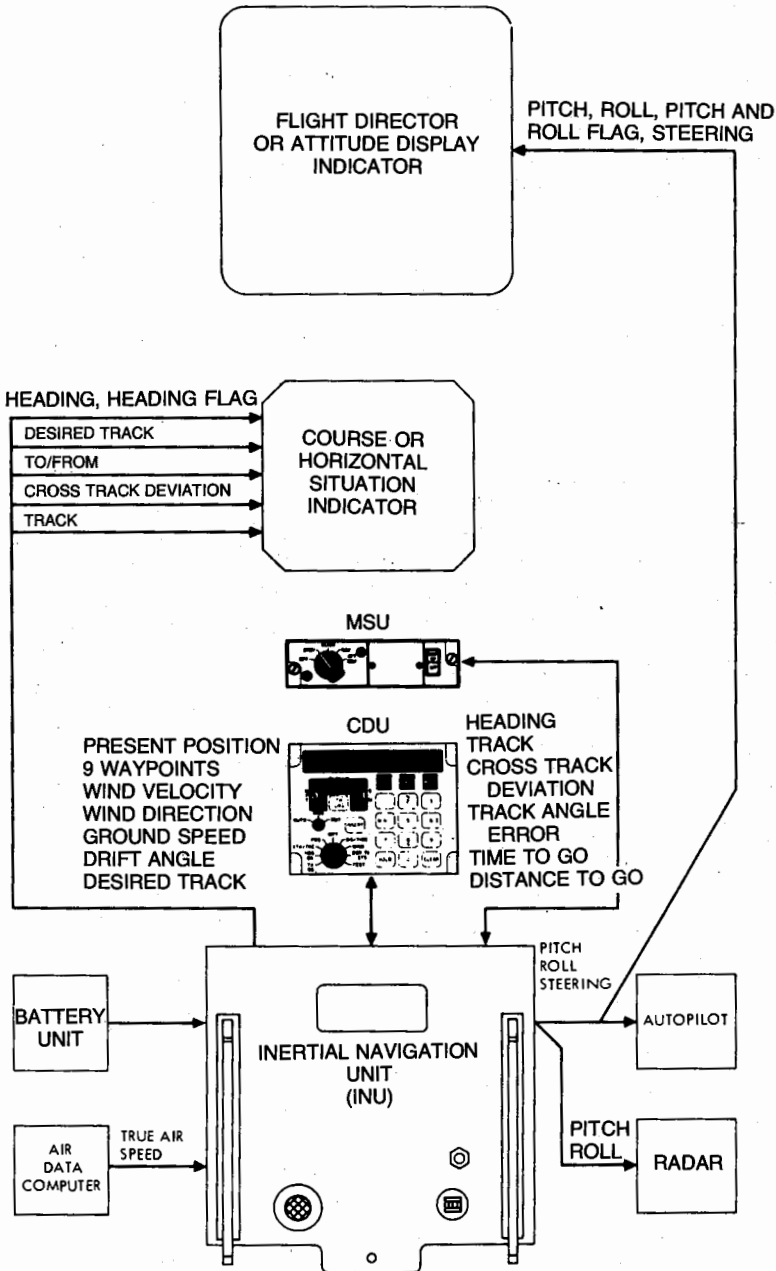 FLIGHT DIRECTOR
OR ATTITUDE DISPLAY
INDICATOR
PITCH, ROLL, PITCH AND
ROLL FLAG, STEERING
HEADING, HEADING FLAG
DESIRED TRACK
TO/FROM
CROSS TRACK DEVIATION
TRACK
COURSE OR
HORIZONTAL
SITUATION
INDICATOR
MSU
CDU
PRESENT POSITION
9 WAYPOINTS
WIND VELOCITY
WIND DIRECTION
GROUND SPEED
DRIFT ANGLE
DESIRED TRACK
HEADING
TRACK
CROSS TRACK
DEVIATION
TRACK ANGLE
ERROR
TIME TO GO
DISTANCE TO GO
PITCH
ROLL
STEERING
BATTERY
UNIT
INERTIAL NAVIGATION
UNIT
(INU)
AUTOPILOT
AIR
DATA
COMPUTER
TRUE AIR
SPEED
PITCH
ROLL
RADAR